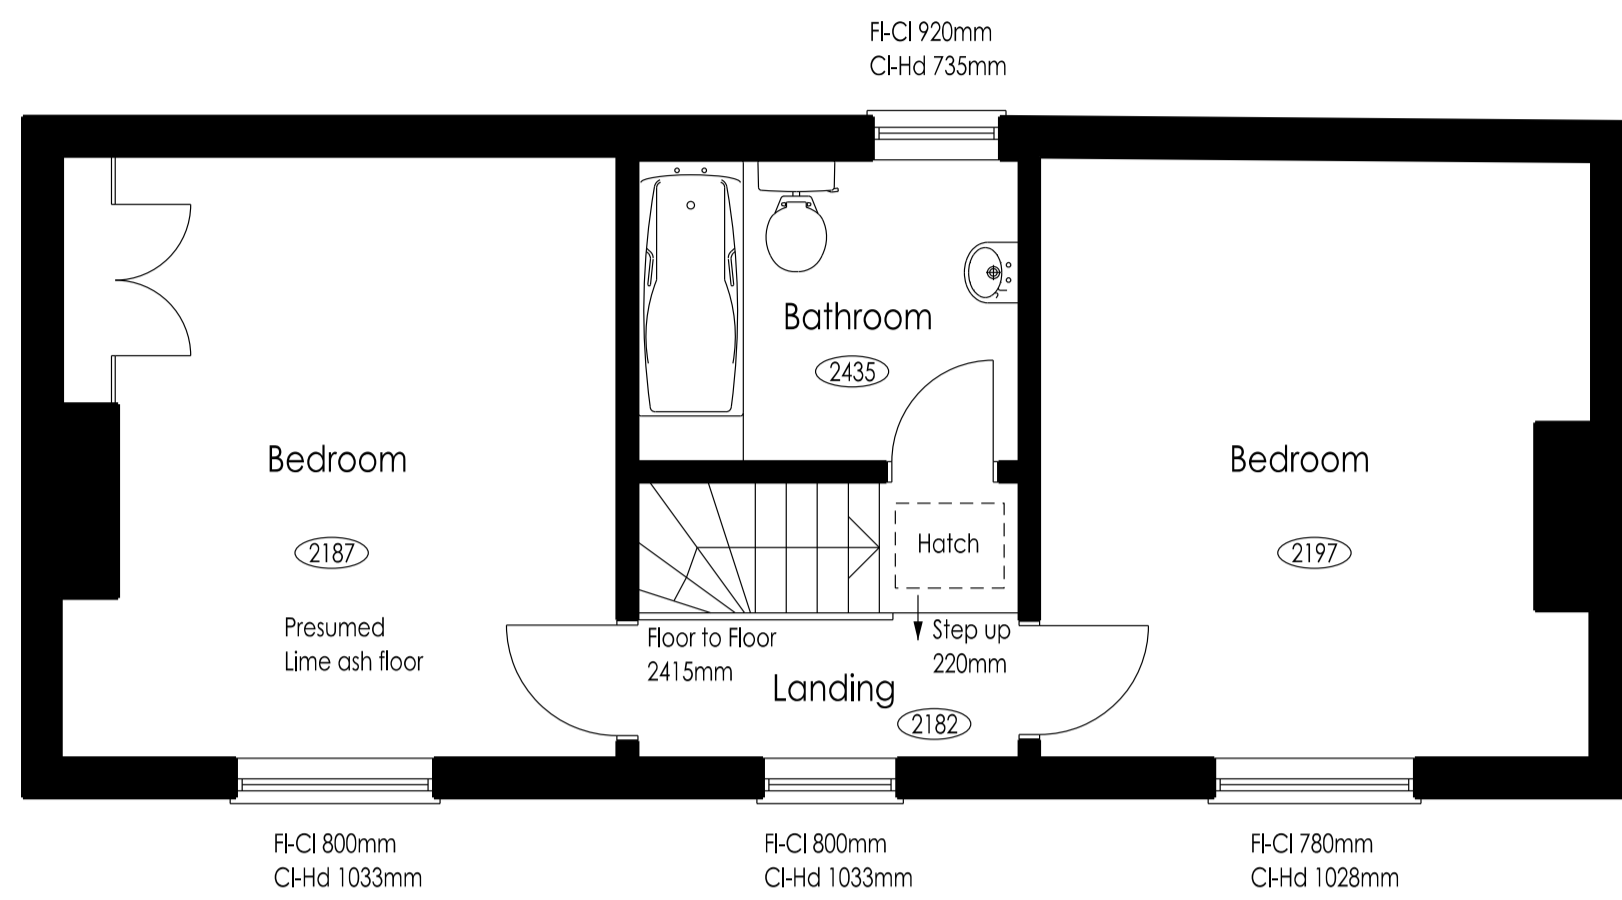 Fl-Cl 920mm
Cl-Hd 735mm
Bathroom
2435
Bedroom
2187
Presumed
Lime ash floor
Hatch
Bedroom
2197
Floor to Floor
2415mm
Step up
220mm
Landing
2182
Fl-Cl 800mm
Cl-Hd 1033mm
Fl-Cl 800mm
Cl-Hd 1033mm
Fl-Cl 780mm
Cl-Hd 1028mm